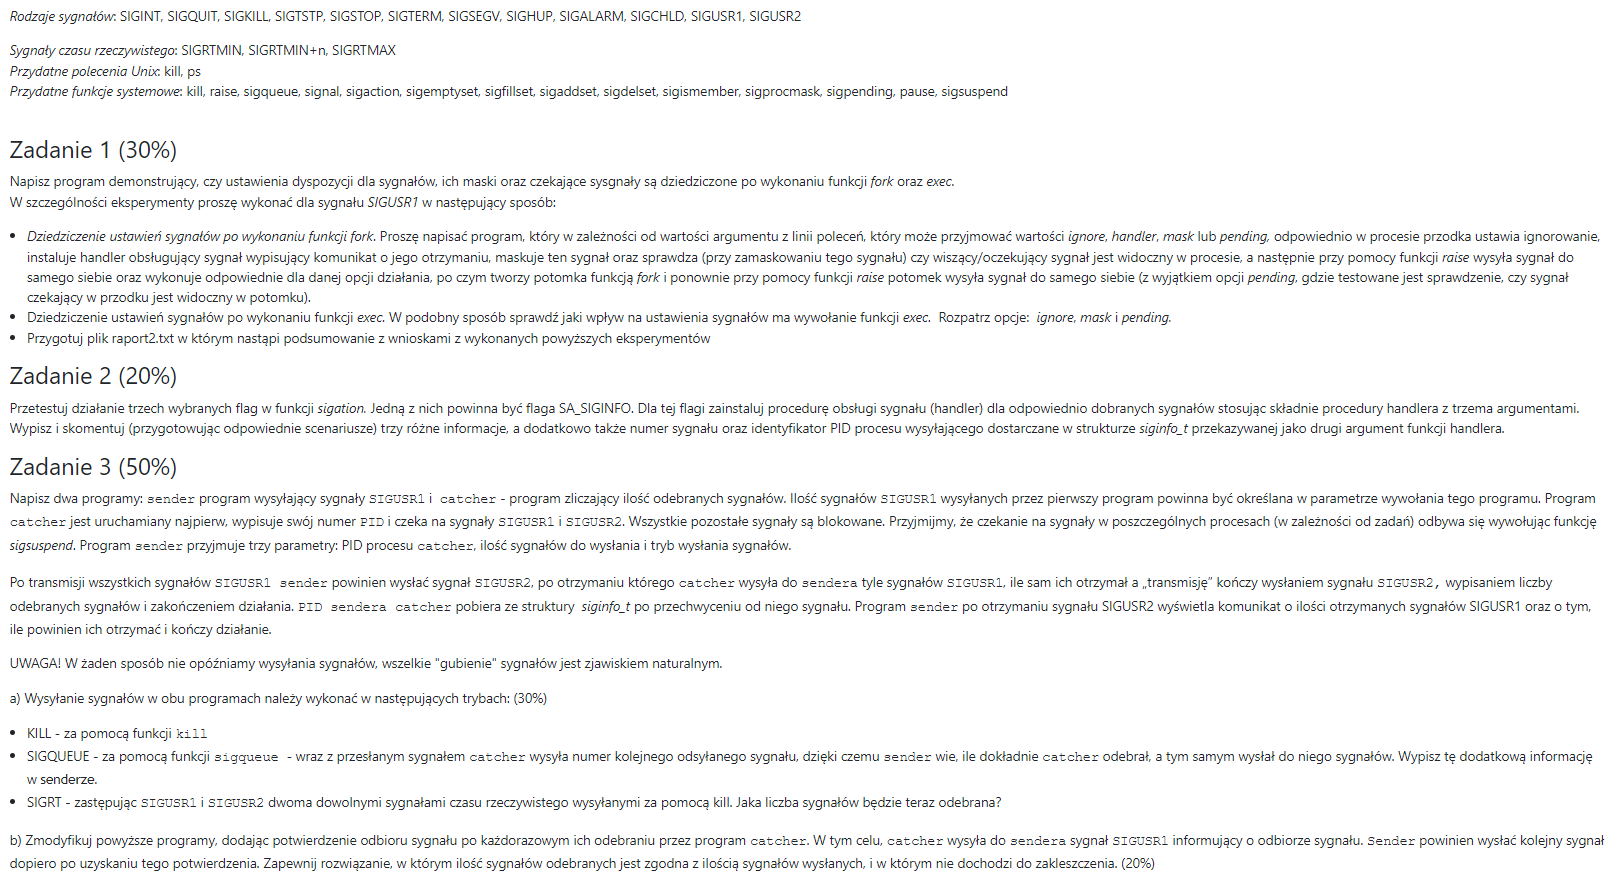 Rodzaje sygnałów: SIGINT, SIGQUIT, SIGKILL, SIGTSTP, SIGSTOP, SIGTERM, SIGSEGV, SIGHUP, SIGALARM, SIGCHLD, SIGUSR1, SIGUSR2
Sygnały czasu rzeczywistego: SIGRTMIN, SIGRTMIN+n, SIGRTMAX
Przydatne polecenia Unix: kill, ps
Przydatne funkcje systemowe: kill, raise, sigqueue, signal, sigaction, sigemptyset, sigfillset, sigaddset, sigdelset, sigismember, sigprocmask, sigpending, pause, sigsuspend
Zadanie 1 (30%)
Napisz program demonstrujący, czy ustawienia dyspozycji dla sygnałów, ich maski oraz czekające sysgnały są dziedziczone po wykonaniu funkcji fork oraz exec.
W szczególności eksperymenty proszę wykonać dla sygnału SIGUSR1 w następujący sposób:
• Dziedziczenie ustawień sygnałów po wykonaniu funkcji fork. Proszę napisać program, który w zależności od wartości argumentu z linii poleceń, który może przyjmować wartości ignore, handler, mask lub pending, odpowiednio w procesie przodka ustawia ignorowanie,
instaluje handler obsługujący sygnał wypisujący komunikat o jego otrzymaniu, maskuje ten sygnał oraz sprawdza (przy zamaskowaniu tego sygnału) czy wiszący/oczekujący sygnał jest widoczny w procesie, a następnie przy pomocy funkcji raise wysyła sygnał do
samego siebie oraz wykonuje odpowiednie dla danej opcji działania, po czym tworzy potomka funkcją fork i ponownie przy pomocy funkcji raise potomek wysyła sygnał do samego siebie (z wyjątkiem opcji pending, gdzie testowane jest sprawdzenie, czy sygnał
czekający w przodku jest widoczny w potomku).
• Dziedziczenie ustawień sygnałów po wykonaniu funkcji exec. W podobny sposób sprawdź jaki wpływ na ustawienia sygnałów ma wywołanie funkcji exec. Rozpatrz opcje: ignore, mask i pending.
• Przygotuj plik raport2.txt w którym nastąpi podsumowanie z wnioskami z wykonanych powyższych eksperymentów
Zadanie 2 (20%)
Przetestuj działanie trzech wybranych flag w funkcji sigation. Jedną z nich powinna być flaga SA_SIGINFO. Dla tej flagi zainstaluj procedurę obsługi sygnału (handler) dla odpowiednio dobranych sygnałów stosując składnie procedury handlera z trzema argumentami.
Wypisz i skomentuj (przygotowując odpowiednie scenariusze) trzy różne informacje, a dodatkowo także numer sygnału oraz identyfikator PID procesu wysyłającego dostarczane w strukturze siginfo_t przekazywanej jako drugi argument funkcji handlera.
Zadanie 3 (50%)
Napisz dwa programy: sender program wysyłający sygnały SIGUSR1 i catcher - program zliczający ilość odebranych sygnałów. Ilość sygnałów SIGUSR1 wysyłanych przez pierwszy program powinna być określana w parametrze wywołania tego programu. Program
catcher jest uruchamiany najpierw, wypisuje swój numer PID i czeka na sygnały SIGUSR1 i SIGUSR2. Wszystkie pozostałe sygnały są blokowane. Przyjmijmy, że czekanie na sygnały w poszczególnych procesach (w zależności od zadań) odbywa się wywołując funkcję
sigsuspend. Program sender przyjmuje trzy parametry: PID procesu catcher, ilość sygnałów do wysłania i tryb wysłania sygnałów.
Po transmisji wszystkich sygnałów SIGUSR1 sender powinien wysłać sygnał SIGUSR2, po otrzymaniu którego catcher wysyła do sendera tyle sygnałów SIGUSR1, ile sam ich otrzymał a „transmisję” kończy wysłaniem sygnału SIGUSR2, wypisaniem liczby
odebranych sygnałów i zakończeniem działania. PID sendera catcher pobiera ze struktury siginfo_t po przechwyceniu od niego sygnału. Program sender po otrzymaniu sygnału SIGUSR2 wyświetla komunikat o ilości otrzymanych sygnałów SIGUSR1 oraz o tym,
ile powinien ich otrzymać i kończy działanie.
UWAGA! W żaden sposób nie opóźniamy wysyłania sygnałów, wszelkie "gubienie" sygnałów jest zjawiskiem naturalnym.
a) Wysyłanie sygnałów w obu programach należy wykonać w następujących trybach: (30%)
• KILL - za pomocą funkcji kill
• SIGQUEUE - za pomocą funkcji sigqueue - wraz z przesłanym sygnałem catcher wysyła numer kolejnego odsyłanego sygnału, dzięki czemu sender wie, ile dokładnie catcher odebrał, a tym samym wysłał do niego sygnałów. Wypisz tę dodatkową informację
w senderze.
• SIGRT - zastępując SIGUSR1 i SIGUSR2 dwoma dowolnymi sygnałami czasu rzeczywistego wysyłanymi za pomocą kill. Jaka liczba sygnałów będzie teraz odebrana?
b) Zmodyfikuj powyższe programy, dodając potwierdzenie odbioru sygnału po każdorazowym ich odebraniu przez program catcher. W tym celu, catcher wysyła do sendera sygnał SIGUSR1 informujący o odbiorze sygnału. Sender powinien wysłać kolejny sygnał
dopiero po uzyskaniu tego potwierdzenia. Zapewnij rozwiązanie, w którym ilość sygnałów odebranych jest zgodna z ilością sygnałów wysłanych, i w którym nie dochodzi do zakleszczenia. (20%)